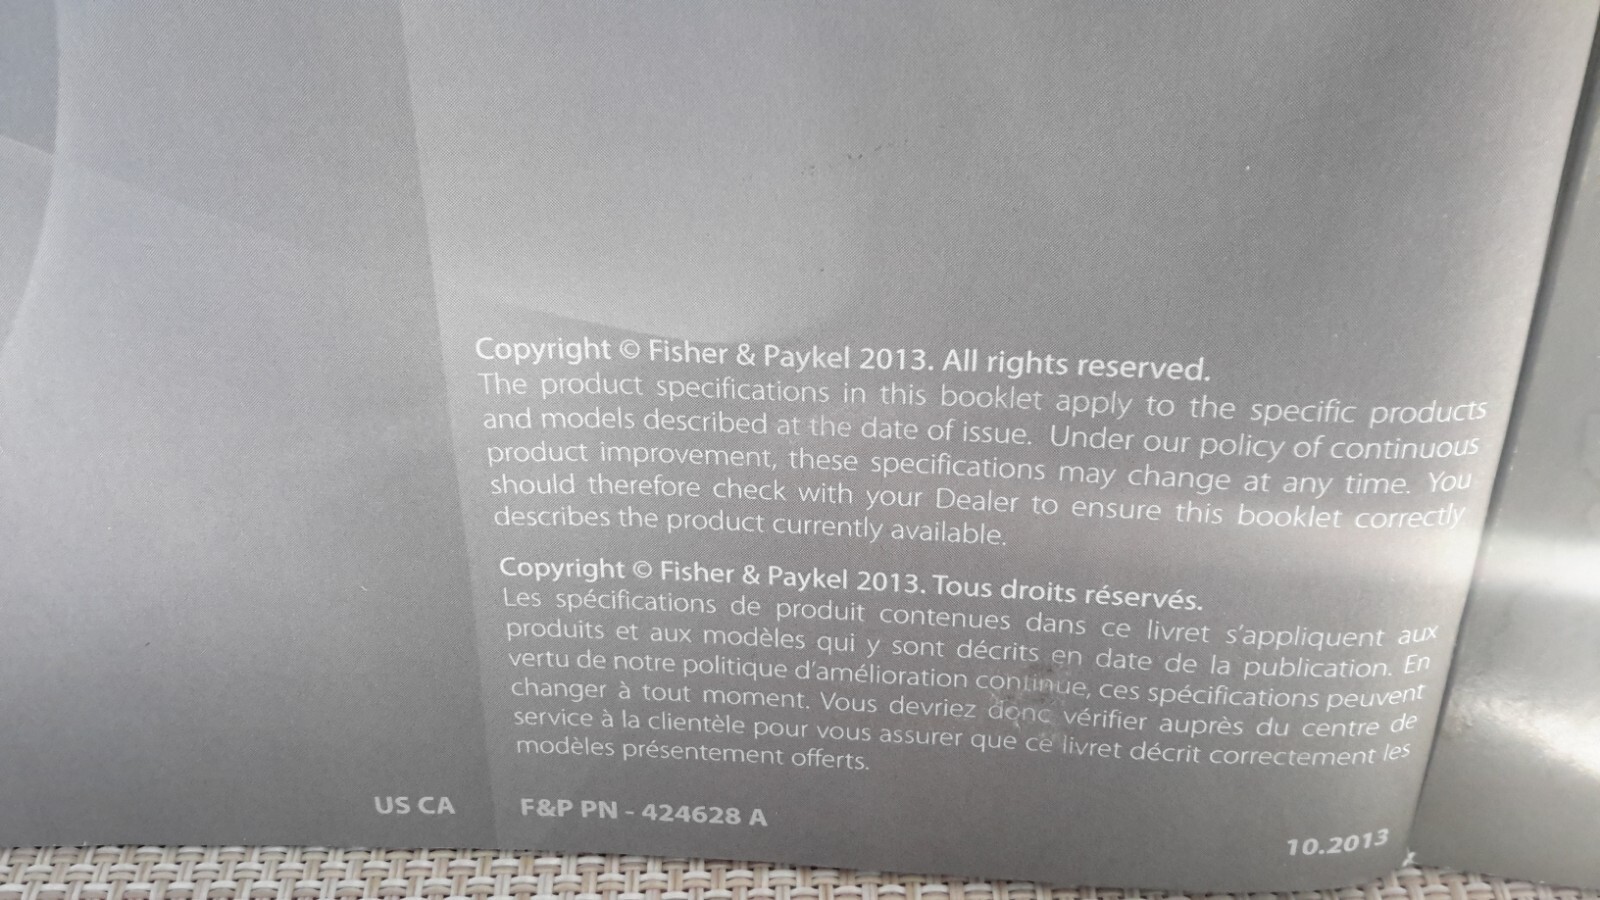 Copyright © Fisher & Paykel 2013. All rights reserved.
The product specifications in this booklet apply to the specific products
and models described at the date of issue. Under our policy of continuous
product improvement, these specifications may change at any time. You
should therefore check with your Dealer to ensure this booklet correctly
describes the product currently available.
Copyright © Fisher & Paykel 2013. Tous droits réservés.
Les spécifications de produit contenues dans ce livret s'appliquent aux
produits et aux modèles qui y sont décrits en date de la publication. En
vertu de notre politique d'amélioration continue, ces spécifications peuvent
changer à tout moment. Vous devriez donc vérifier auprès du centre de
service à la clientèle pour vous assurer que ce livret décrit correctement les
modèles présentement offerts.
US CA F&P PN - 424628 A
10.2013